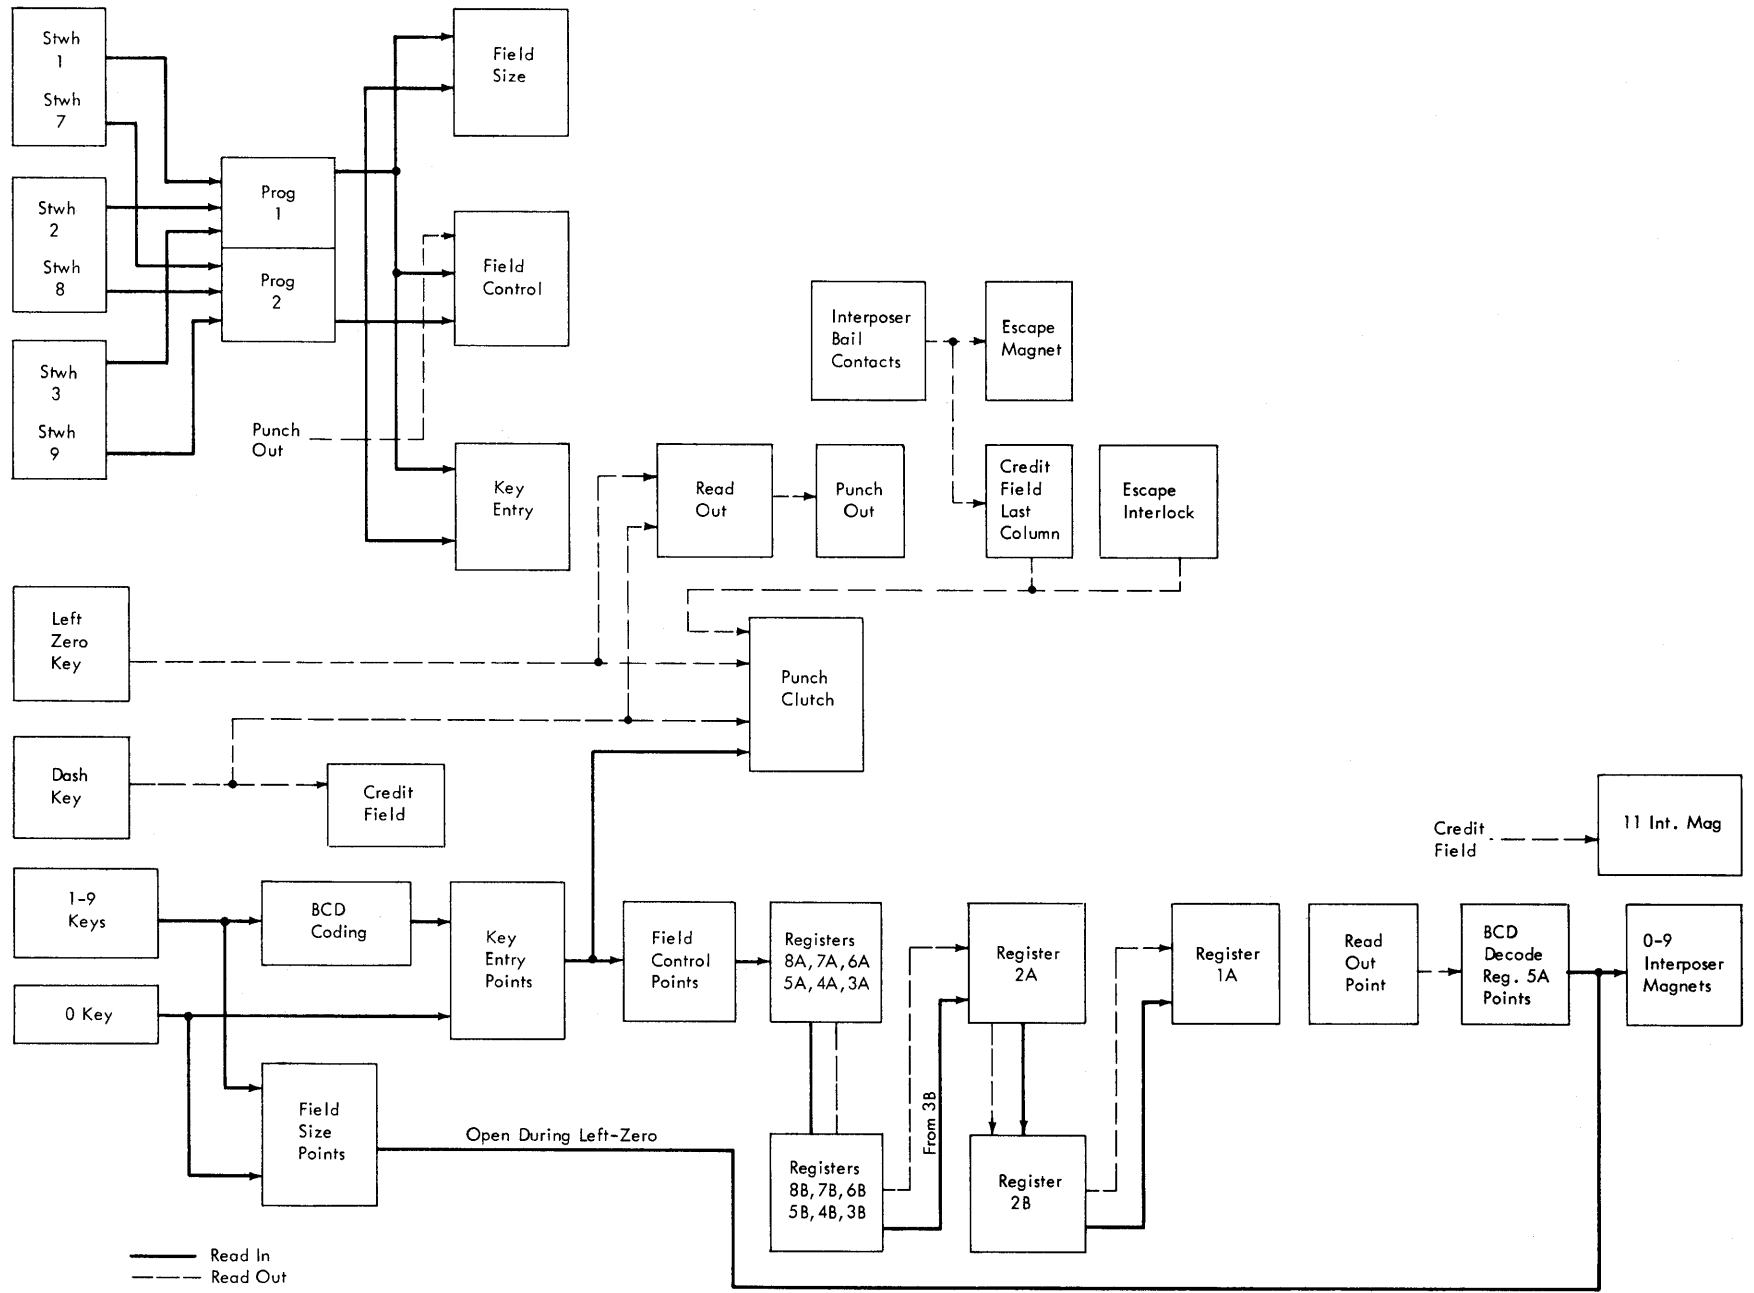 Stwh
1
Stwh
7
Field
Size
Stwh
2
Stwh
8
Prog
1
Prog
2
Field
Control
Stwh
3
Stwh
9
Punch
Out
Key
Entry
Interposer
Bail
Contacts
Escape
Magnet
Read
Out
Punch
Out
Credit
Field
Last
Column
Escape
Interlock
Left
Zero
Key
Punch
Clutch
Dash
Key
Credit
Field
Credit
Field
11 Int. Mag
1-9
Keys
BCD
Coding
Key
Entry
Points
Field
Control
Points
Registers
8A, 7A, 6A
5A, 4A, 3A
Register
2A
Register
1A
Read
Out
Point
BCD
Decode
Reg. 5A
Points
0-9
Interposer
Magnets
0 Key
Field
Size
Points
Open During Left-Zero
From 3B
Registers
8B, 7B, 6B
5B, 4B, 3B
Register
2B
Read In
Read Out